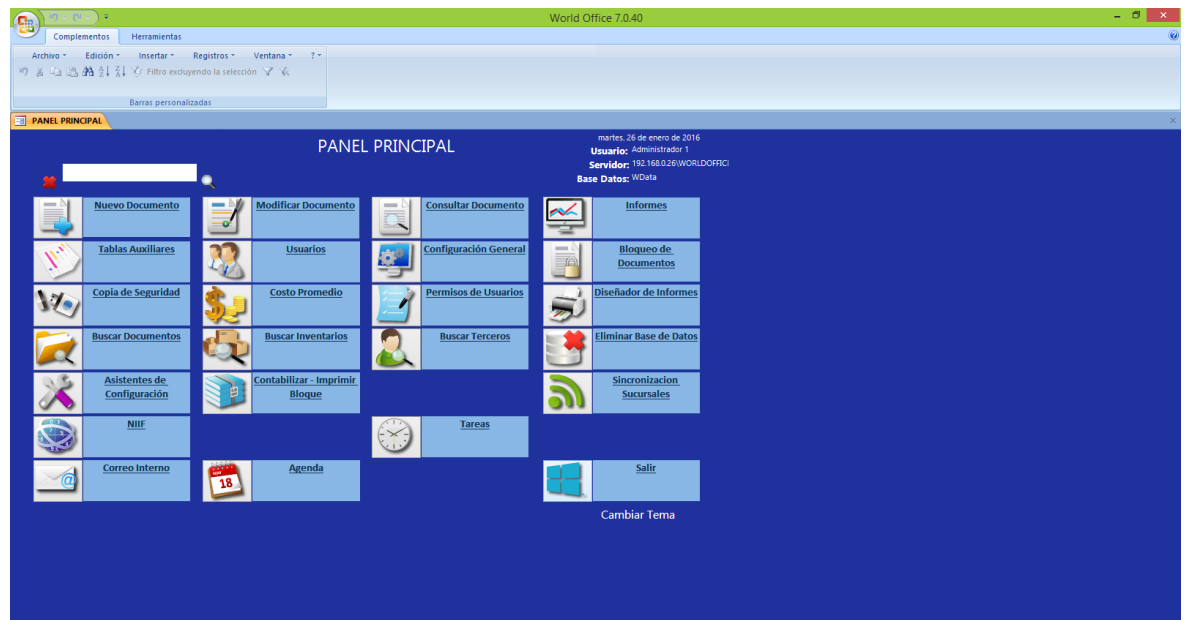 World Office 7.0.40
Complementos Herramientas
Archivo Edición Insertar Registros Ventana ?
Filtro excluyendo la selección
Barras personalizadas
PANEL PRINCIPAL
PANEL PRINCIPAL
martes, 26 de enero de 2016
Usuario: Administrador 1
Servidor: 192.168.0.26\WORLDOFFICI
Base Datos: WData
Nuevo Documento Modificar Documento Consultar Documento Informes
Tablas Auxiliares Usuarios Configuración General Bloqueo de
Documentos
Copia de Seguridad Costo Promedio Permisos de Usuarios Diseñador de Informes
Buscar Documentos Buscar Inventarios Buscar Terceros Eliminar Base de Datos
Asistentes de Contabilizar - Imprimir Sincronizacion
Configuración Bloque Sucursales
NIIF Tareas
Correo Interno Agenda Salir
18
Cambiar Tema